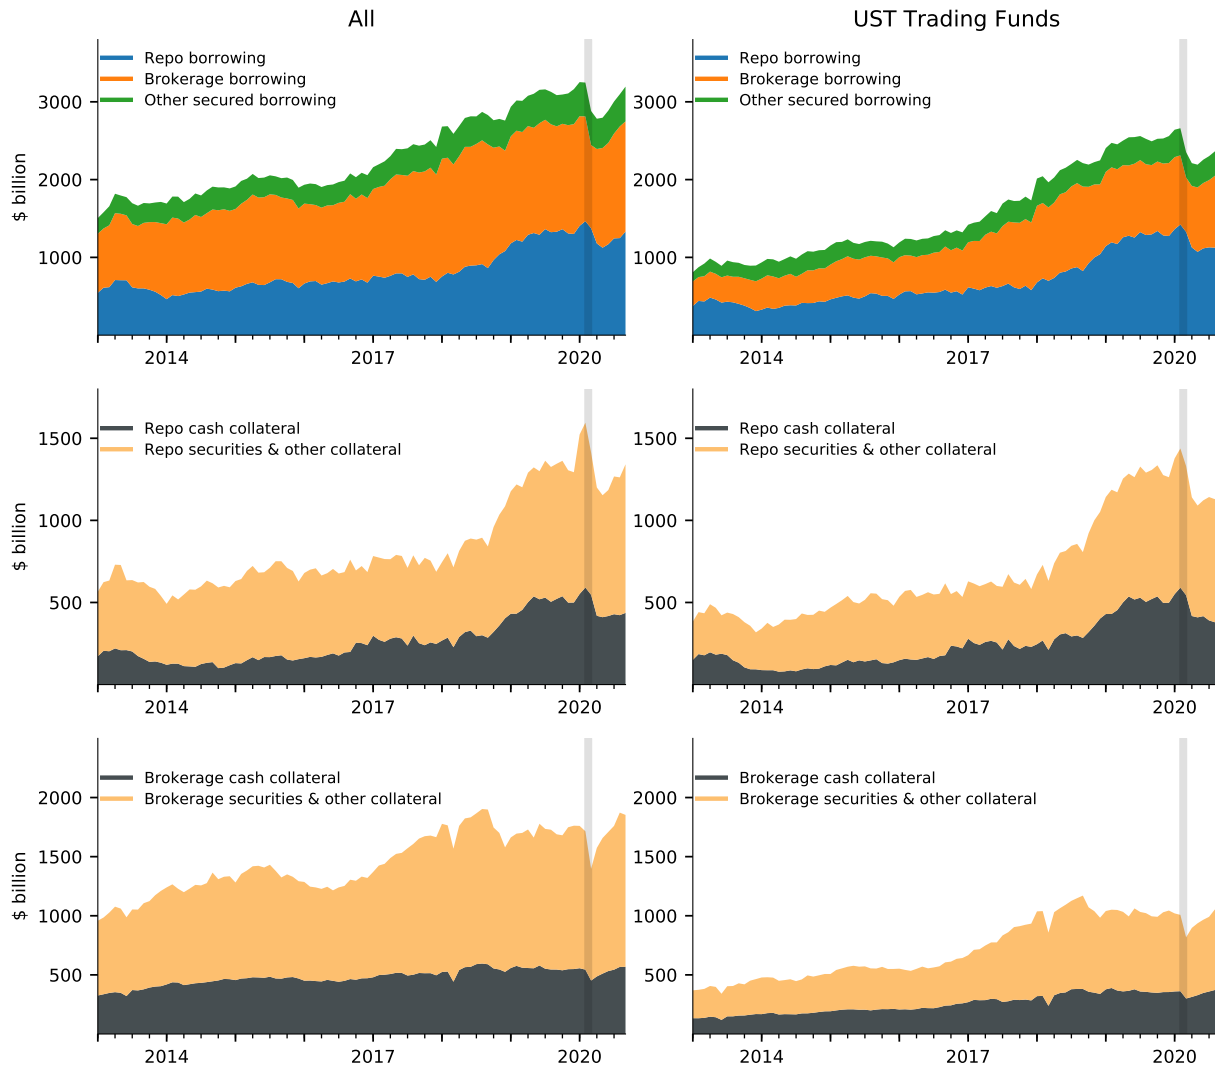 All
UST Trading Funds
Repo borrowing
Brokerage borrowing
Other secured borrowing
3000
2000
1000
$ billion
2014
2017
2020
Repo borrowing
Brokerage borrowing
Other secured borrowing
3000
2000
1000
2014
2017
2020
Repo cash collateral
Repo securities & other collateral
1500
1000
500
$ billion
2014
2017
2020
Repo cash collateral
Repo securities & other collateral
1500
1000
500
2014
2017
2020
Brokerage cash collateral
Brokerage securities & other collateral
2000
1500
1000
500
$ billion
2014
2017
2020
Brokerage cash collateral
Brokerage securities & other collateral
2000
1500
1000
500
2014
2017
2020